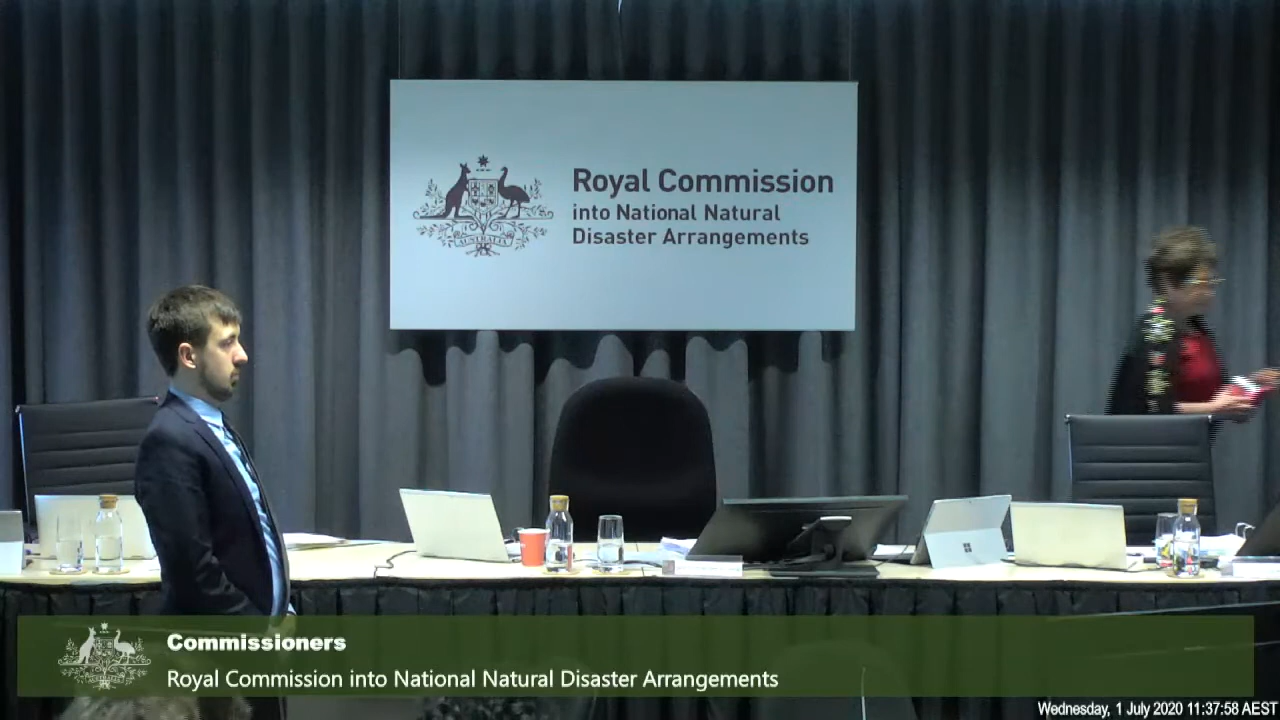 Royal Commission
into National Natural
Disaster Arrangements
AUSTRALIA
Commissioners
Royal Commission into National Natural Disaster Arrangements
Wednesday, 1 July 2020 11:37:58 AEST